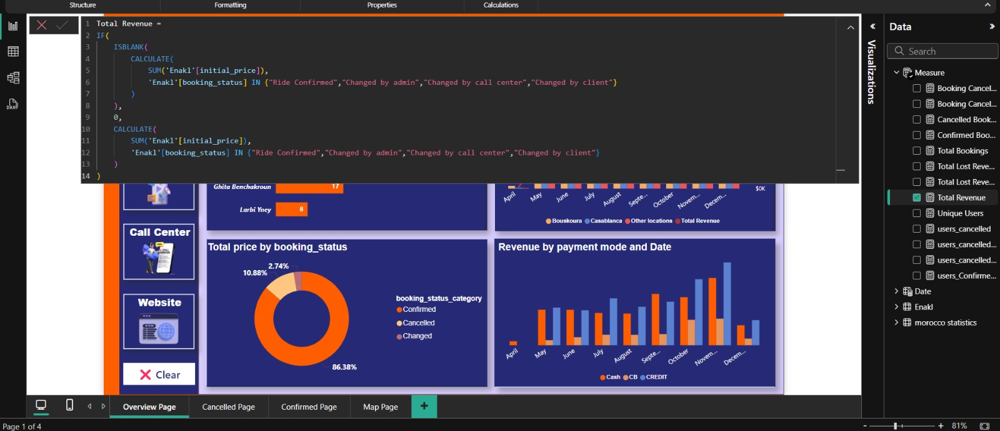 Structure
Formatting
Properties
Calculations
1 Total Revenue =
2 IF(
3 ISBLANK(
4 CALCULATE(
5 SUM('Enakl'[initial_price]),
6 'Enakl'[booking_status] IN {"Ride Confirmed","Changed by admin","Changed by call center","Changed by client"}
7 )
8 ),
9 0,
10 CALCULATE(
11 SUM('Enakl'[initial_price]),
12 'Enakl'[booking_status] IN {"Ride Confirmed","Changed by admin","Changed by call center","Changed by client"}
13 )
14 )
DAX
Call Center
Website
WWW
Clear
Ghita Benchakroun 17
Larbi Yney 8
$0K
April May June July August Septe... October Novem... Decem...
Bouskoura Casablanca Other locations Total Revenue
Total price by booking_status
2.74%
10.88%
86.38%
booking_status_category
Confirmed
Cancelled
Changed
Revenue by payment mode and Date
April May June July August Septe... October Novem... Decem...
Cash CB CREDIT
Visualizations
Data
Search
Measure
Booking Cancel...
Booking Cancel...
Cancelled Book...
Confirmed Boo...
Total Bookings
Total Lost Reve...
Total Lost Reve...
Total Revenue
Unique Users
users_cancelled
users_cancelled...
users_cancelled...
users_Confirme...
Date
Enakl
morocco statistics
Overview Page
Cancelled Page
Confirmed Page
Map Page
+
Page 1 of 4
- + 81%